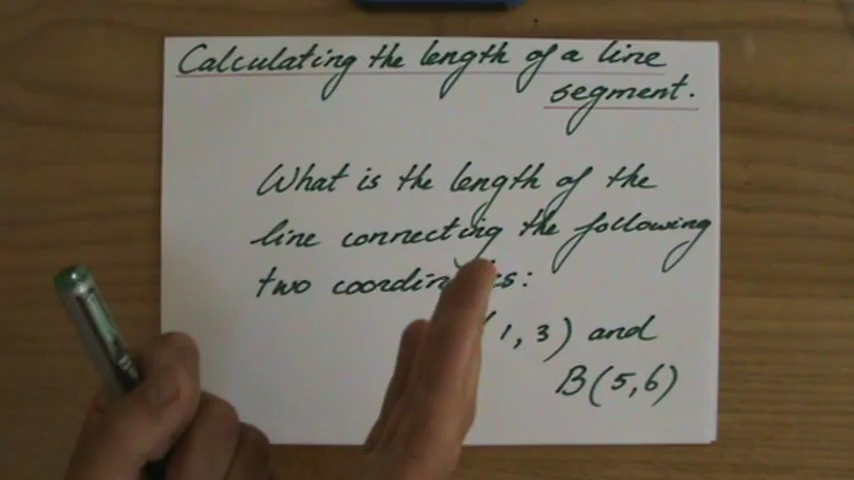 Calculating the length of a line
segment.
What is the length of the
line connecting the following
two
(1, 3) and
B(5,6)